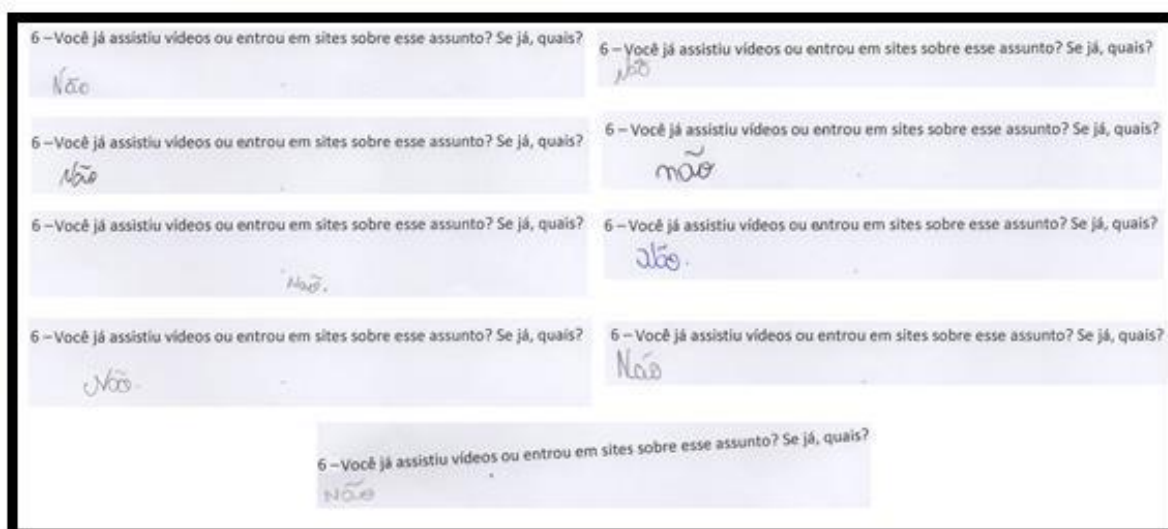 6 –Você já assistiu vídeos ou entrou em sites sobre esse assunto? Se já, quais?
Não
6 – Você já assistiu vídeos ou entrou em sites sobre esse assunto? Se já, quais?
Não
6 –Você já assistiu vídeos ou entrou em sites sobre esse assunto? Se já, quais?
Não
6 – Você já assistiu vídeos ou entrou em sites sobre esse assunto? Se já, quais?
não
6 –Você já assistiu vídeos ou entrou em sites sobre esse assunto? Se já, quais?
Naõ.
6 – Você já assistiu vídeos ou entrou em sites sobre esse assunto? Se já, quais?
Não.
6 –Você já assistiu vídeos ou entrou em sites sobre esse assunto? Se já, quais?
Não.
6 – Você já assistiu vídeos ou entrou em sites sobre esse assunto? Se já, quais?
Não
6 –Você já assistiu vídeos ou entrou em sites sobre esse assunto? Se já, quais?
Não